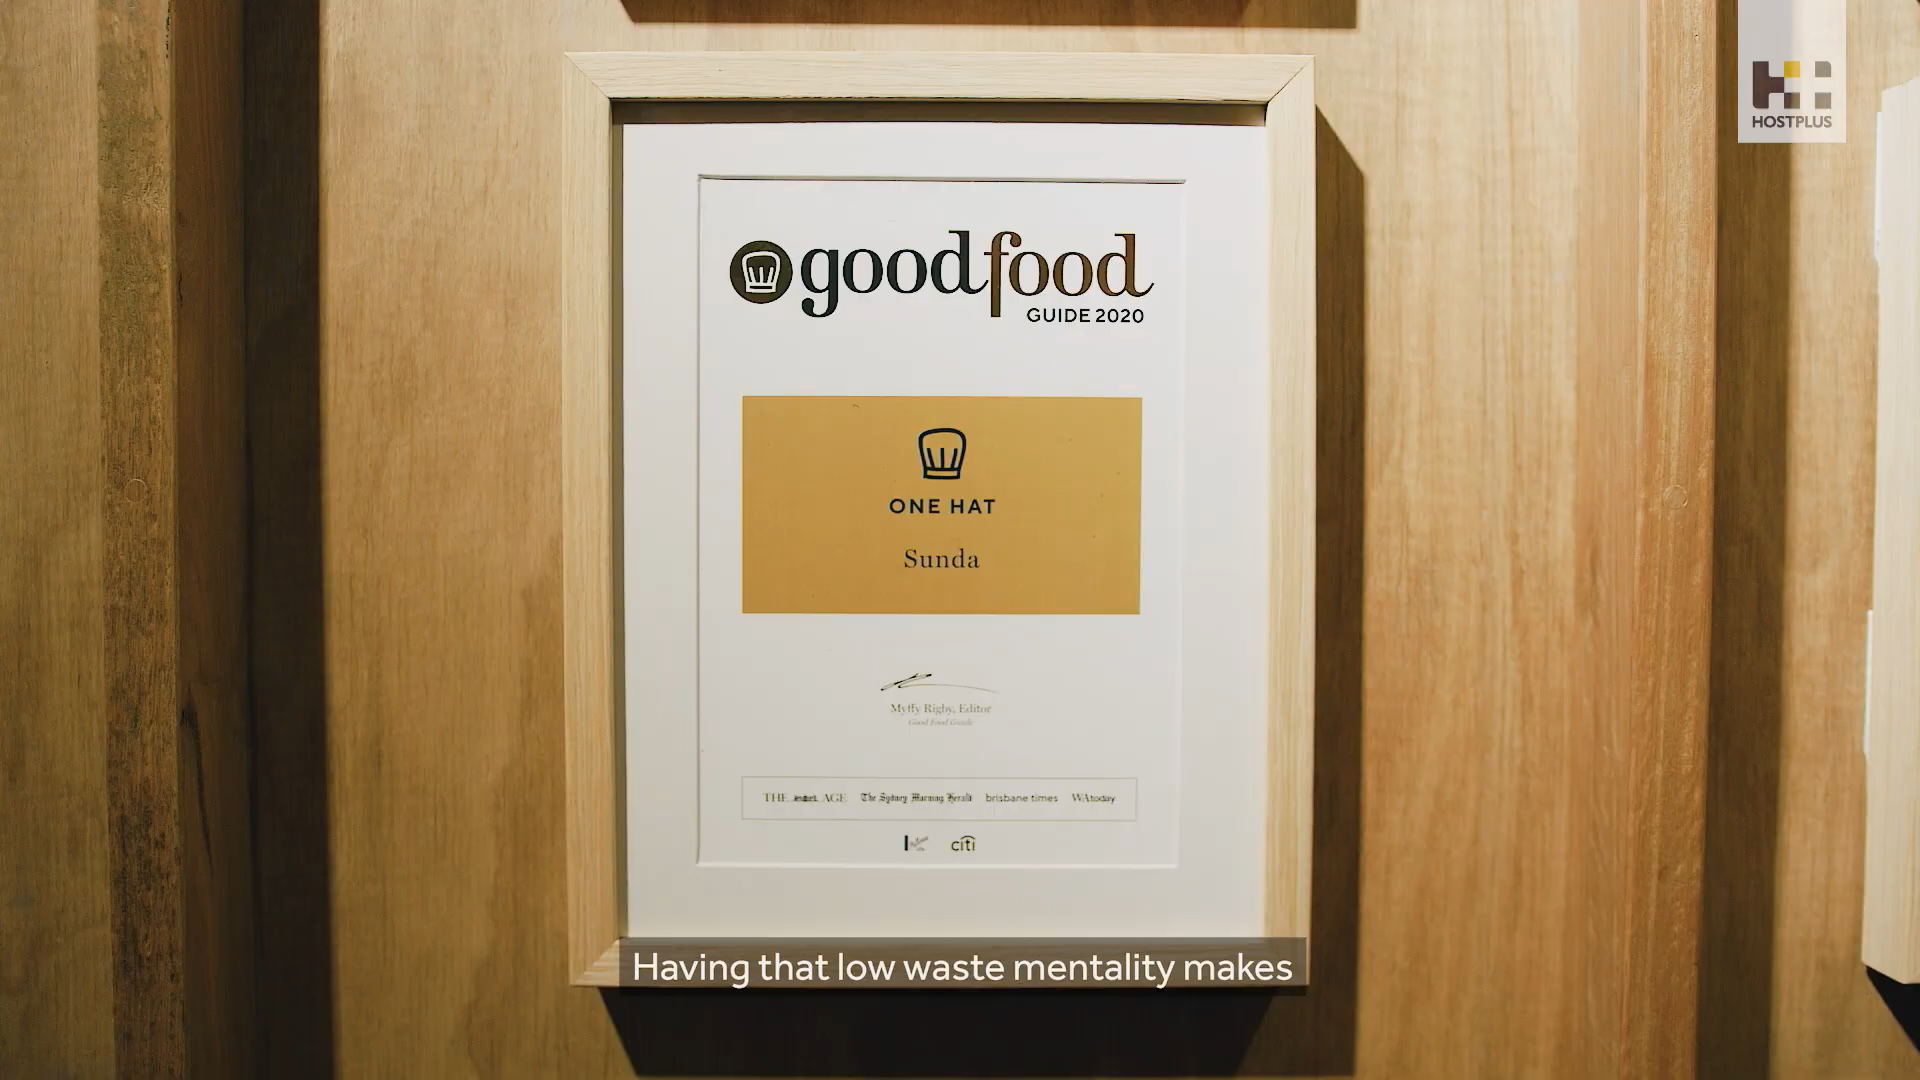 HOSTPLUS
goodfood
GUIDE 2020
ONE HAT
Sunda
Myffy Rigby, Editor
Good Food Guide
THE AGE The Sydney Morning Herald brisbane times WAtoday
citi
Having that low waste mentality makes